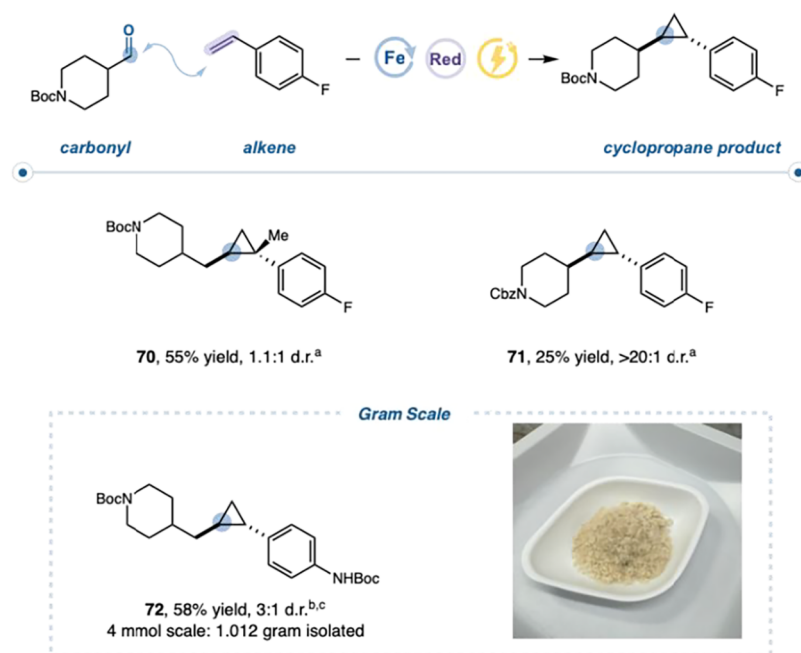 O
BocN
F
Fe
Red
BocN
F
carbonyl
alkene
cyclopropane product
BocN
Me
F
70, 55% yield, 1.1:1 d.r.ᵃ
CbzN
F
71, 25% yield, >20:1 d.r.ᵃ
Gram Scale
BocN
NHBoc
72, 58% yield, 3:1 d.r.ᵇ,ᶜ
4 mmol scale: 1.012 gram isolated